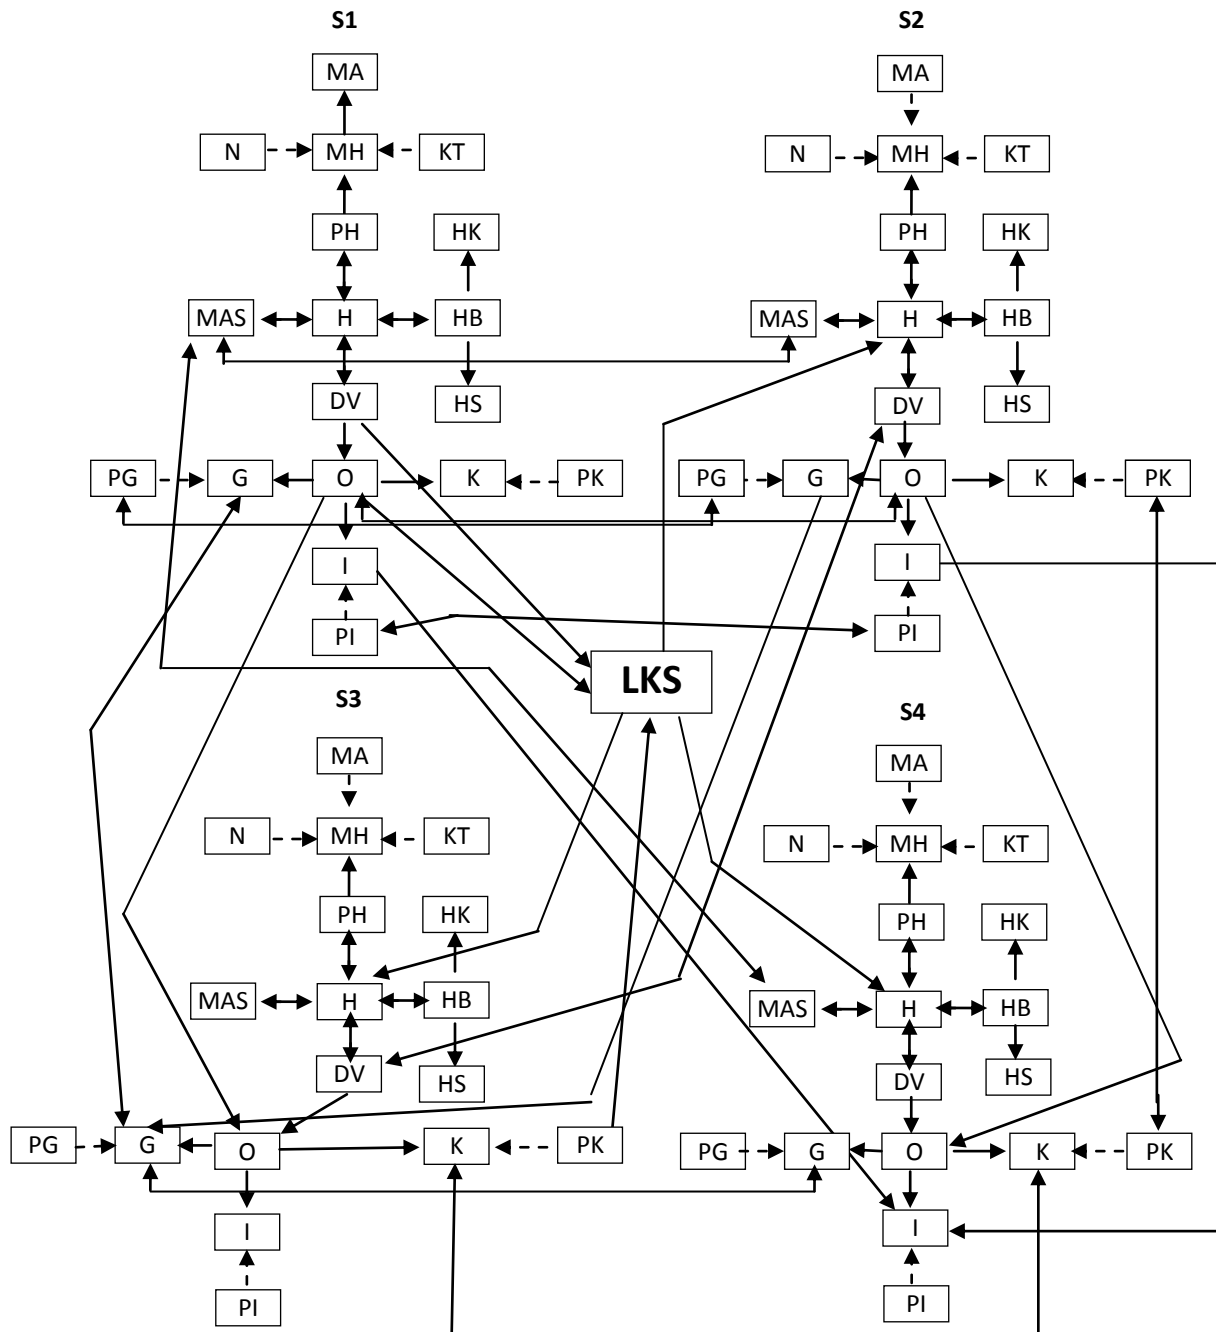 S1 S2
MA MA
N MH KT N MH KT
PH HK PH HK
MAS H HB MAS H HB
DV HS DV HS
PG G O K PK PG G O K PK
I I
PI PI
LKS
S3 S4
MA MA
N MH KT N MH KT
PH HK PH HK
MAS H HB MAS H HB
DV HS DV HS
PG G O K PK PG G O K PK
I I
PI PI